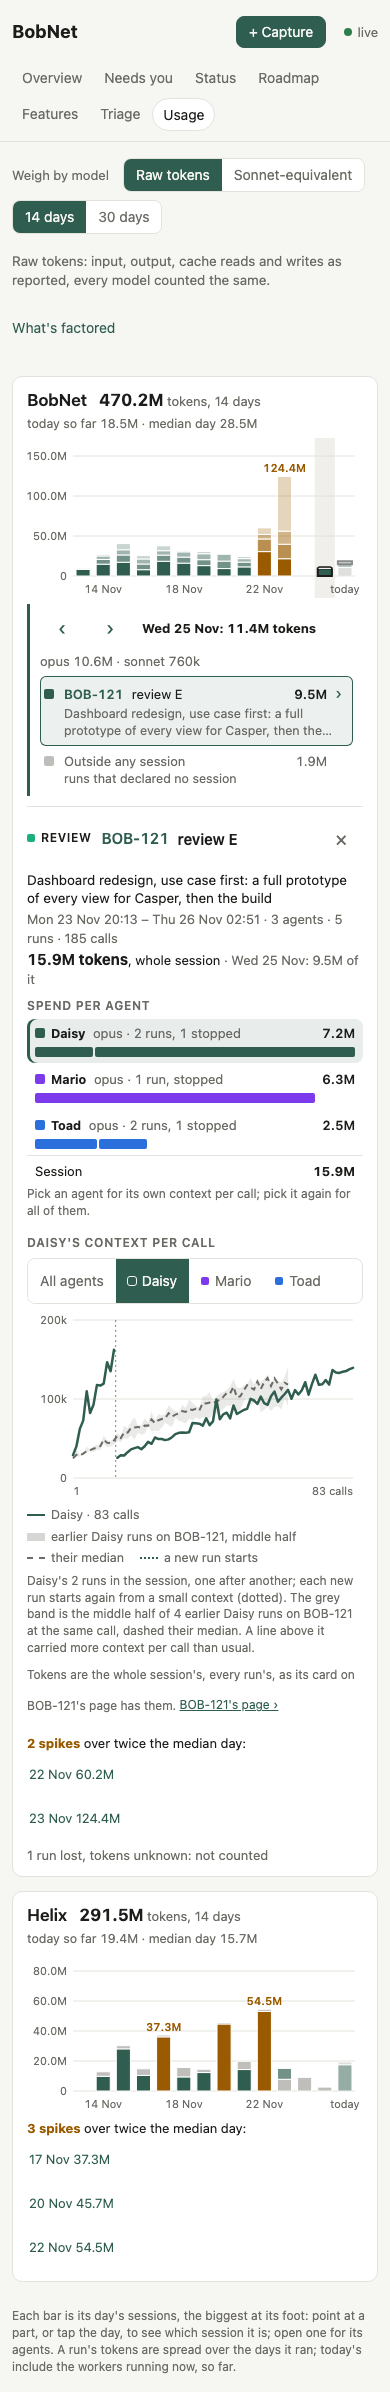 BobNet
+ Capture
live
Overview
Needs you
Status
Roadmap
Features
Triage
Usage
Weigh by model
Raw tokens
Sonnet-equivalent
14 days
30 days
Raw tokens: input, output, cache reads and writes as
reported, every model counted the same.
What's factored
BobNet 470.2M tokens, 14 days
today so far 18.5M · median day 28.5M
150.0M
124.4M
100.0M
50.0M
0
14 Nov
18 Nov
22 Nov
today
‹
›
Wed 25 Nov: 11.4M tokens
opus 10.6M · sonnet 760k
BOB-121 review E
9.5M ›
Dashboard redesign, use case first: a full
prototype of every view for Casper, then the...
Outside any session
1.9M
runs that declared no session
REVIEW BOB-121 review E
×
Dashboard redesign, use case first: a full prototype
of every view for Casper, then the build
Mon 23 Nov 20:13 – Thu 26 Nov 02:51 · 3 agents · 5
runs · 185 calls
15.9M tokens, whole session · Wed 25 Nov: 9.5M of
it
SPEND PER AGENT
Daisy opus · 2 runs, 1 stopped
7.2M
Mario opus · 1 run, stopped
6.3M
Toad opus · 2 runs, 1 stopped
2.5M
Session
15.9M
Pick an agent for its own context per call; pick it again for
all of them.
DAISY'S CONTEXT PER CALL
All agents
Daisy
Mario
Toad
200k
100k
0
1
83 calls
Daisy · 83 calls
earlier Daisy runs on BOB-121, middle half
their median
a new run starts
Daisy's 2 runs in the session, one after another; each new
run starts again from a small context (dotted). The grey
band is the middle half of 4 earlier Daisy runs on BOB-121
at the same call, dashed their median. A line above it
carried more context per call than usual.
Tokens are the whole session's, every run's, as its card on
BOB-121's page has them. BOB-121's page ›
2 spikes over twice the median day:
22 Nov 60.2M
23 Nov 124.4M
1 run lost, tokens unknown: not counted
Helix 291.5M tokens, 14 days
today so far 19.4M · median day 15.7M
80.0M
60.0M
54.5M
40.0M
37.3M
20.0M
0
14 Nov
18 Nov
22 Nov
today
3 spikes over twice the median day:
17 Nov 37.3M
20 Nov 45.7M
22 Nov 54.5M
Each bar is its day's sessions, the biggest at its foot: point at a
part, or tap the day, to see which session it is; open one for its
agents. A run's tokens are spread over the days it ran; today's
include the workers running now, so far.